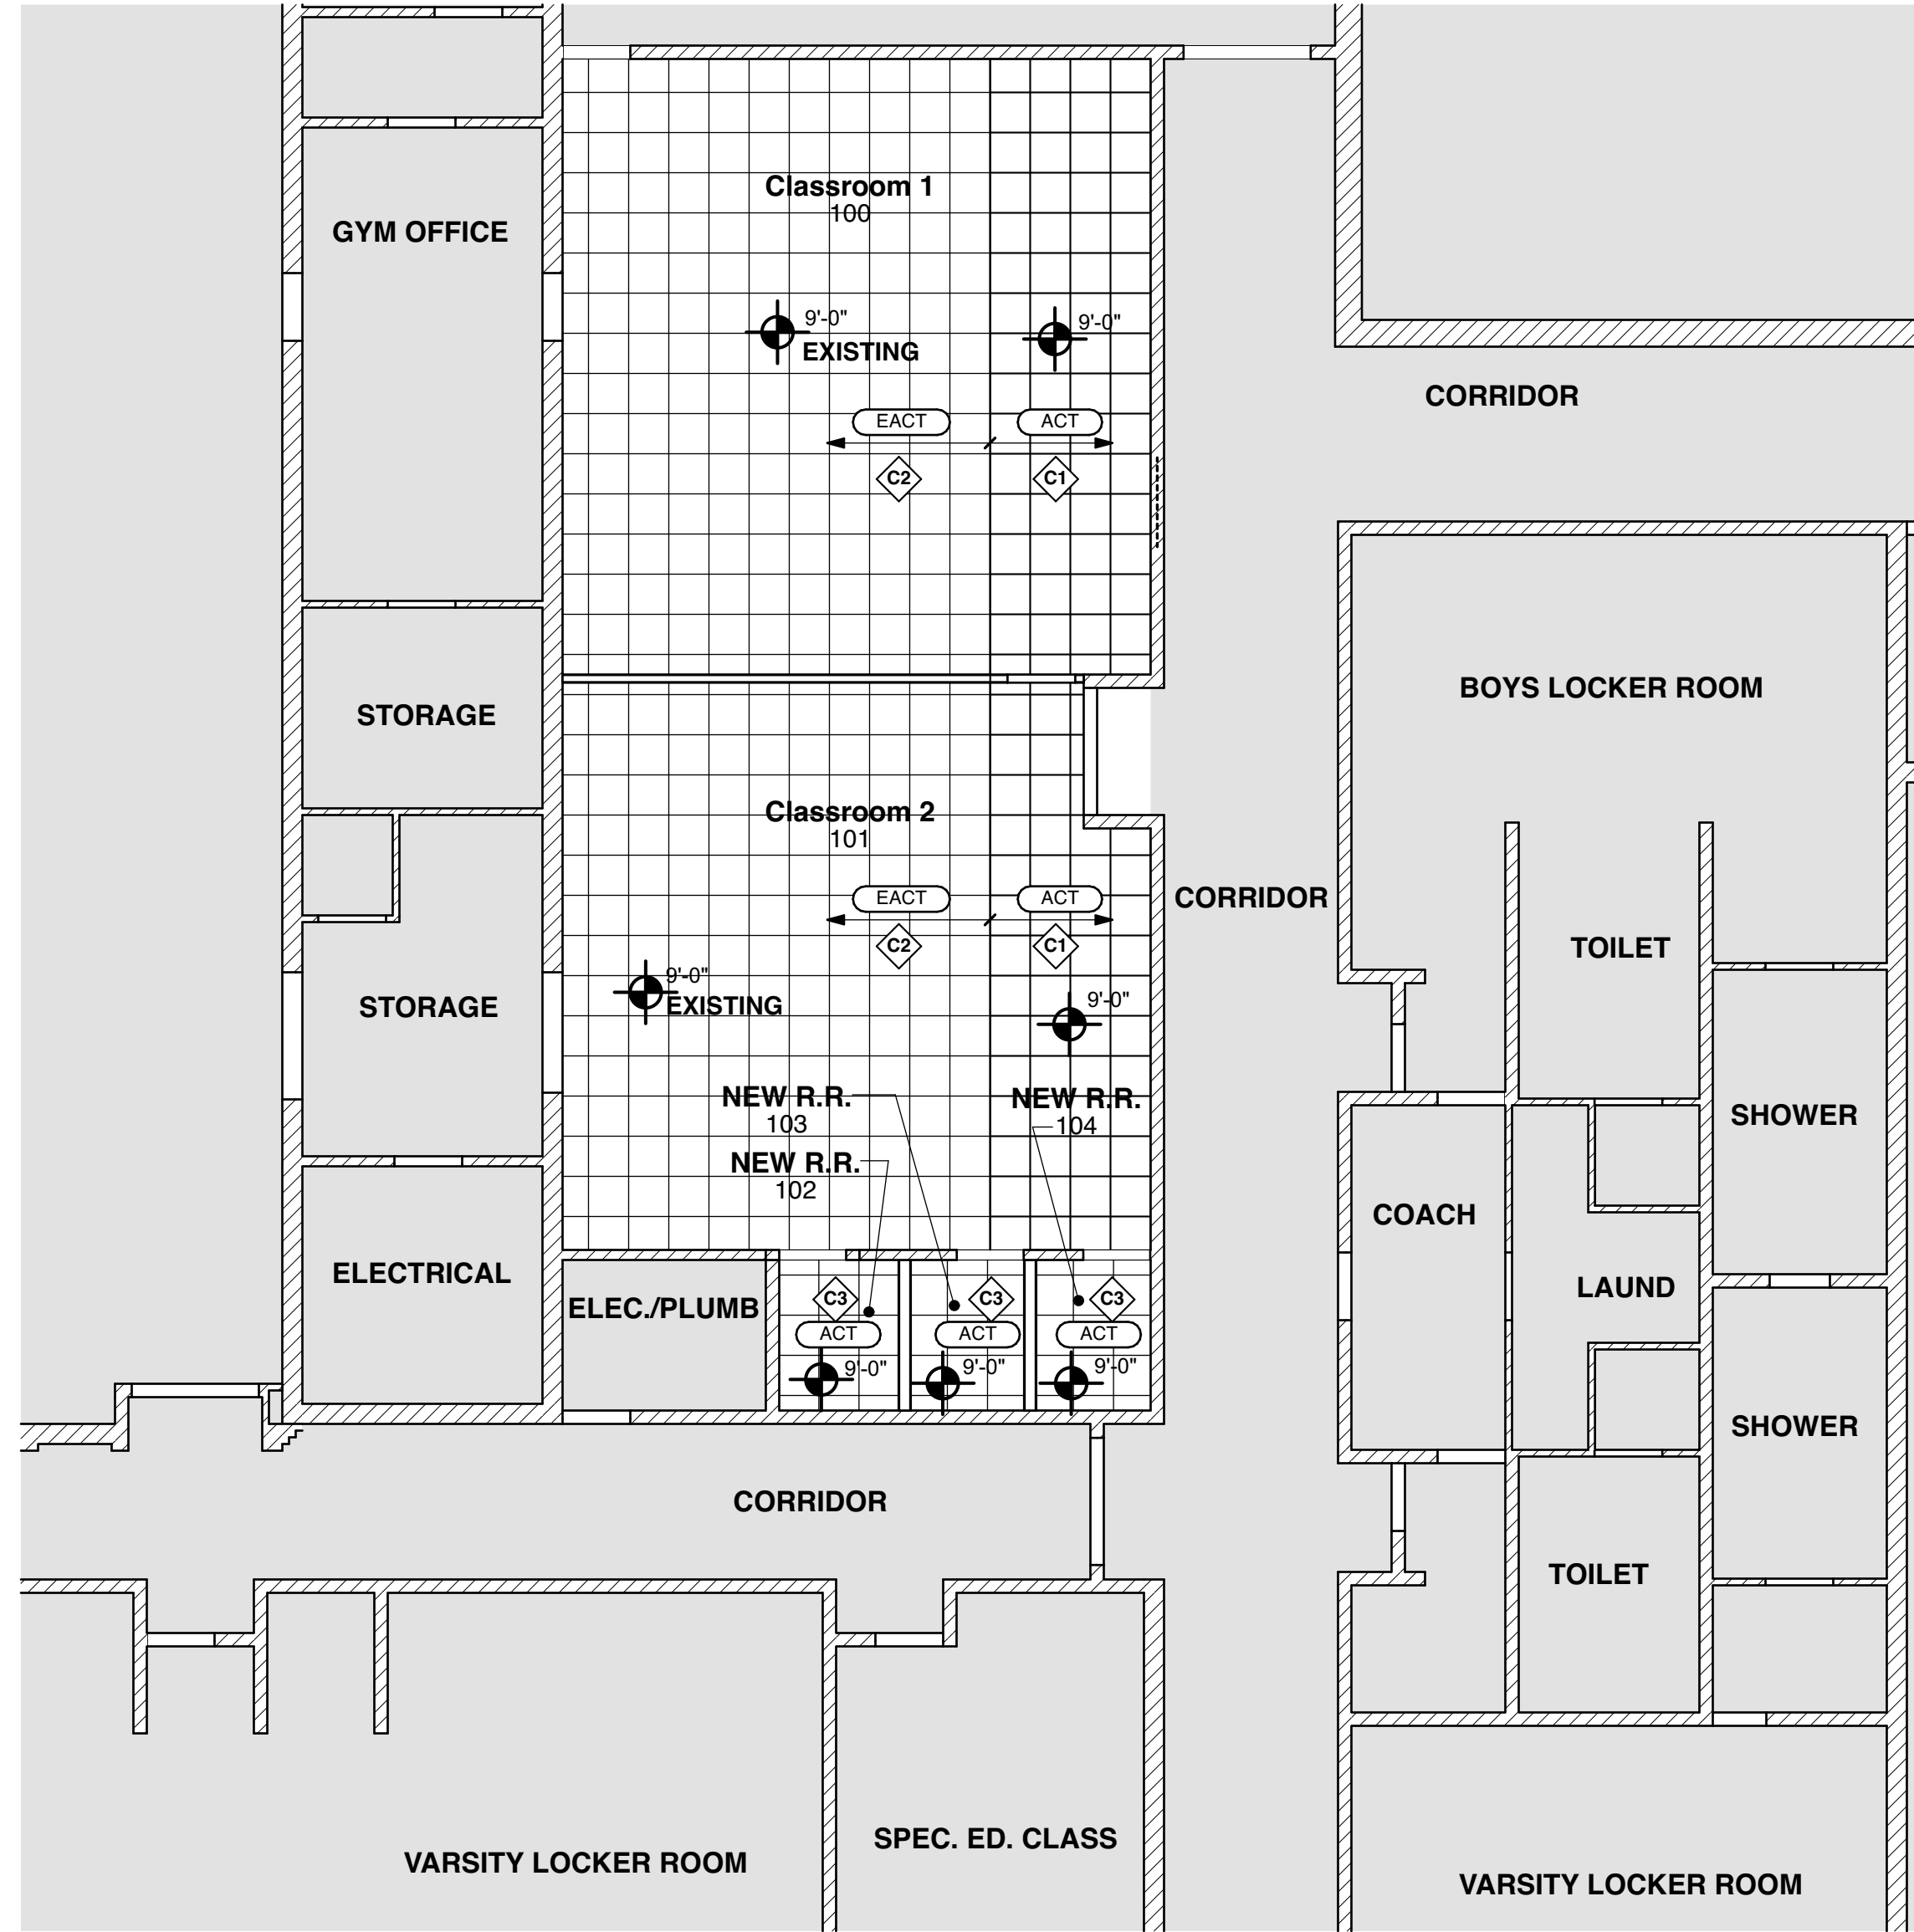 Classroom 1
100
GYM OFFICE
9'-0"
EXISTING
9'-0"
CORRIDOR
EACT
ACT
C2
C1
BOYS LOCKER ROOM
STORAGE
Classroom 2
101
EACT
ACT
CORRIDOR
C2
C1
TOILET
9'-0"
EXISTING
9'-0"
STORAGE
NEW R.R.
103
NEW R.R.
104
SHOWER
NEW R.R.
102
COACH
ELECTRICAL
ELEC./PLUMB
C3
C3
C3
LAUND
ACT
ACT
ACT
9'-0"
9'-0"
9'-0"
SHOWER
CORRIDOR
TOILET
SPEC. ED. CLASS
VARSITY LOCKER ROOM
VARSITY LOCKER ROOM